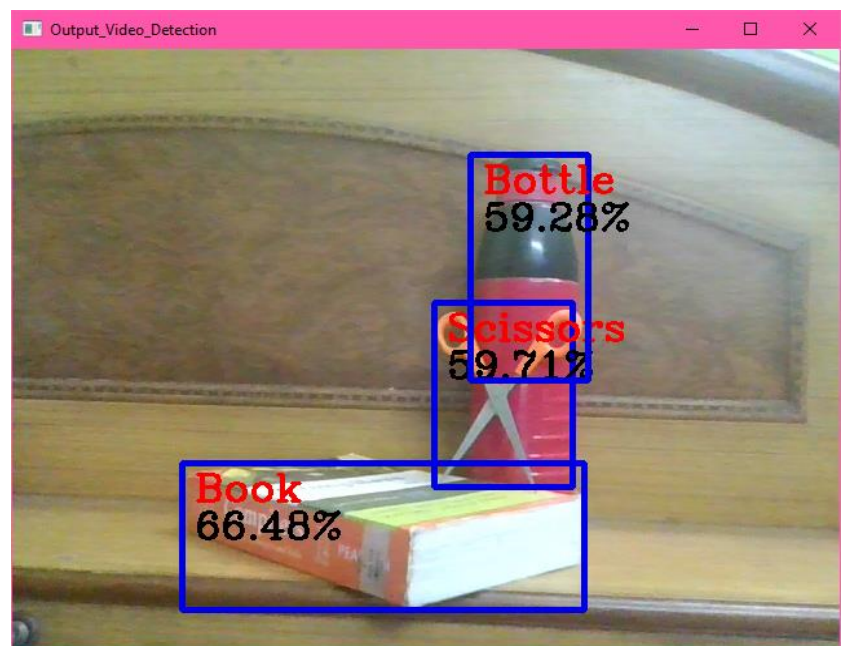 Output_Video_Detection
Bottle
59.28%
Scissors
59.71%
Book
66.48%